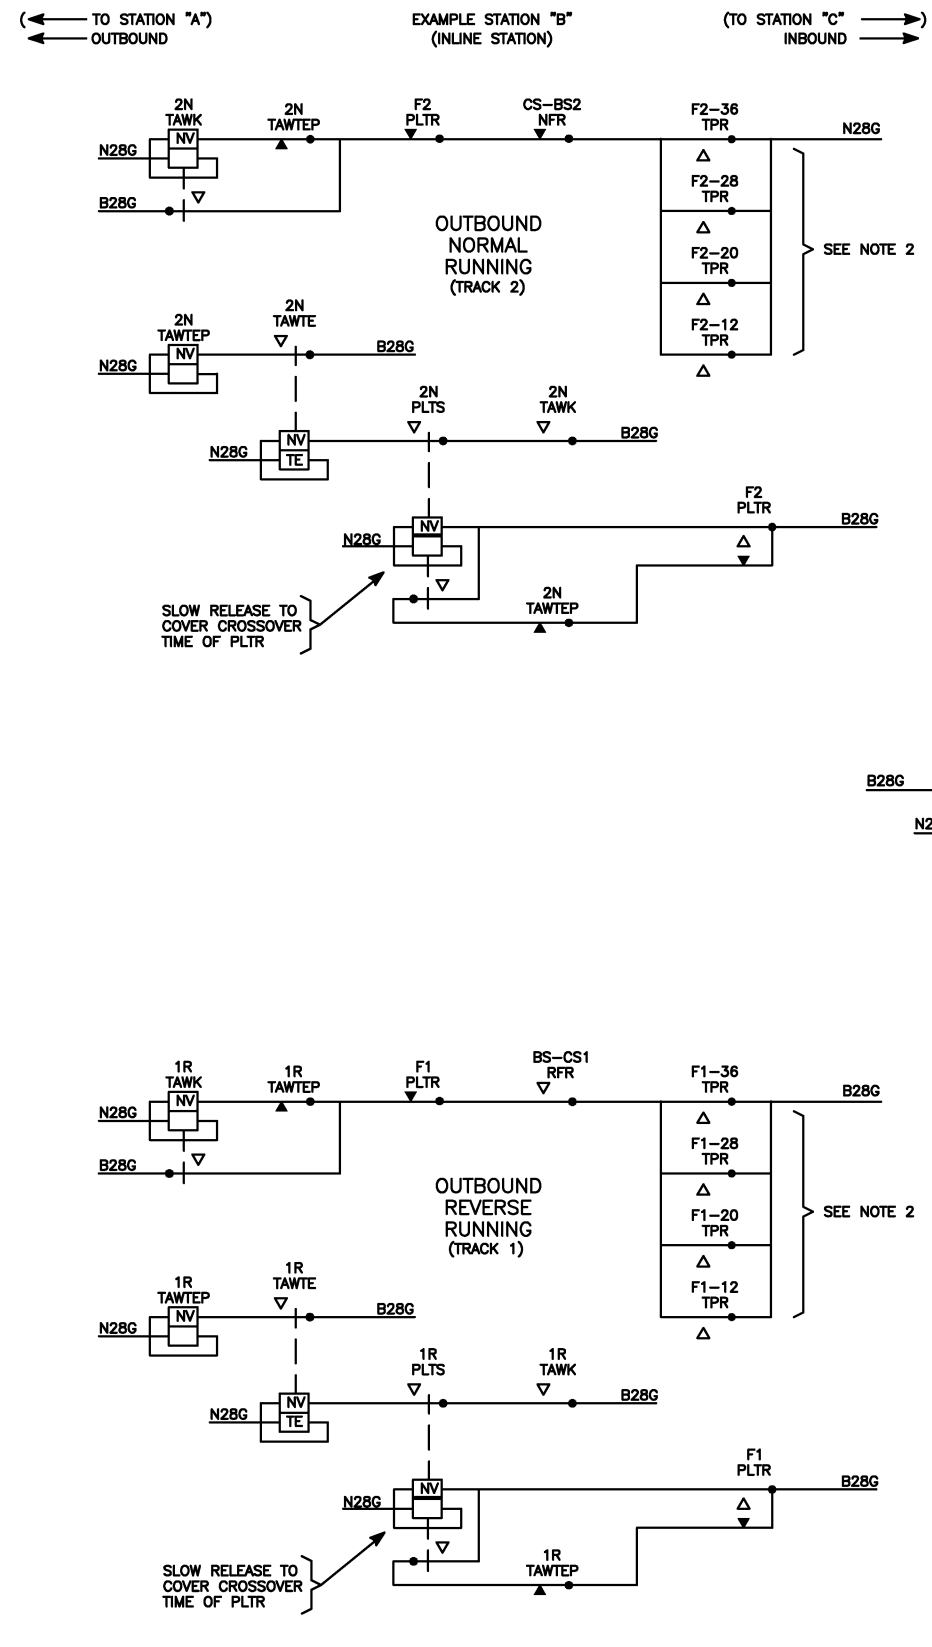 (← TO STATION "A")
← OUTBOUND
EXAMPLE STATION "B"
(INLINE STATION)
(TO STATION "C" →)
INBOUND →
2N
TAWK
2N
TAWTEP
F2
PLTR
CS-BS2
NFR
F2-36
TPR
N28G
NV
N28G
B28G
F2-28
TPR
F2-20
TPR
F2-12
TPR
SEE NOTE 2
OUTBOUND
NORMAL
RUNNING
(TRACK 2)
2N
TAWTEP
2N
TAWTE
NV
B28G
N28G
2N
PLTS
2N
TAWK
NV
B28G
N28G
TE
F2
PLTR
NV
B28G
N28G
2N
TAWTEP
SLOW RELEASE TO
COVER CROSSOVER
TIME OF PLTR
B28G
N2
1R
TAWK
1R
TAWTEP
F1
PLTR
BS-CS1
RFR
F1-36
TPR
B28G
NV
N28G
B28G
F1-28
TPR
F1-20
TPR
F1-12
TPR
SEE NOTE 2
OUTBOUND
REVERSE
RUNNING
(TRACK 1)
1R
TAWTEP
1R
TAWTE
NV
B28G
N28G
1R
PLTS
1R
TAWK
NV
B28G
N28G
TE
F1
PLTR
NV
B28G
N28G
1R
TAWTEP
SLOW RELEASE TO
COVER CROSSOVER
TIME OF PLTR